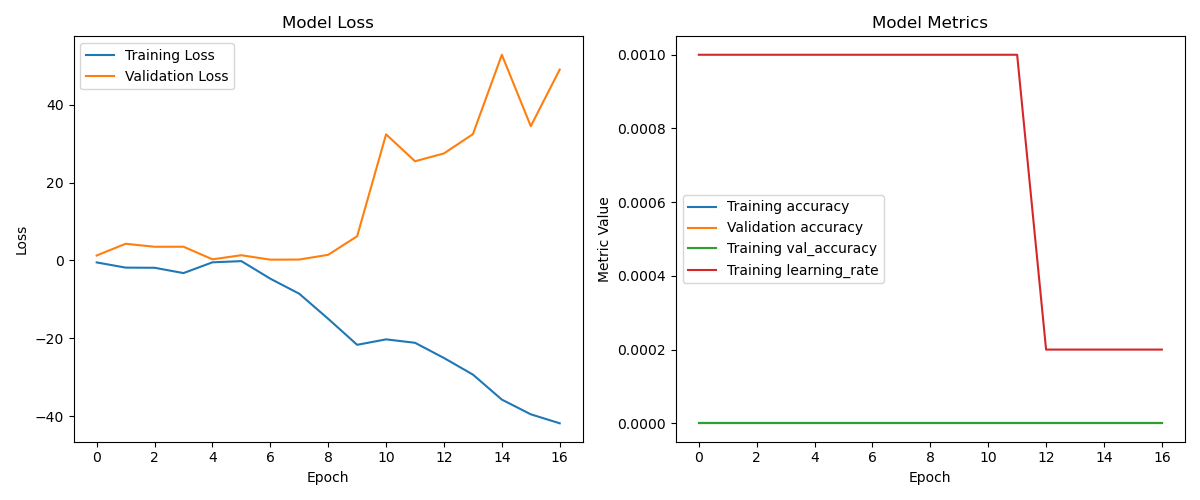 Model Loss
Training Loss
Validation Loss
40
20
0
−20
−40
Loss
0 2 4 6 8 10 12 14 16
Epoch
Model Metrics
0.0010
0.0008
0.0006
0.0004
0.0002
0.0000
Metric Value
Training accuracy
Validation accuracy
Training val_accuracy
Training learning_rate
0 2 4 6 8 10 12 14 16
Epoch